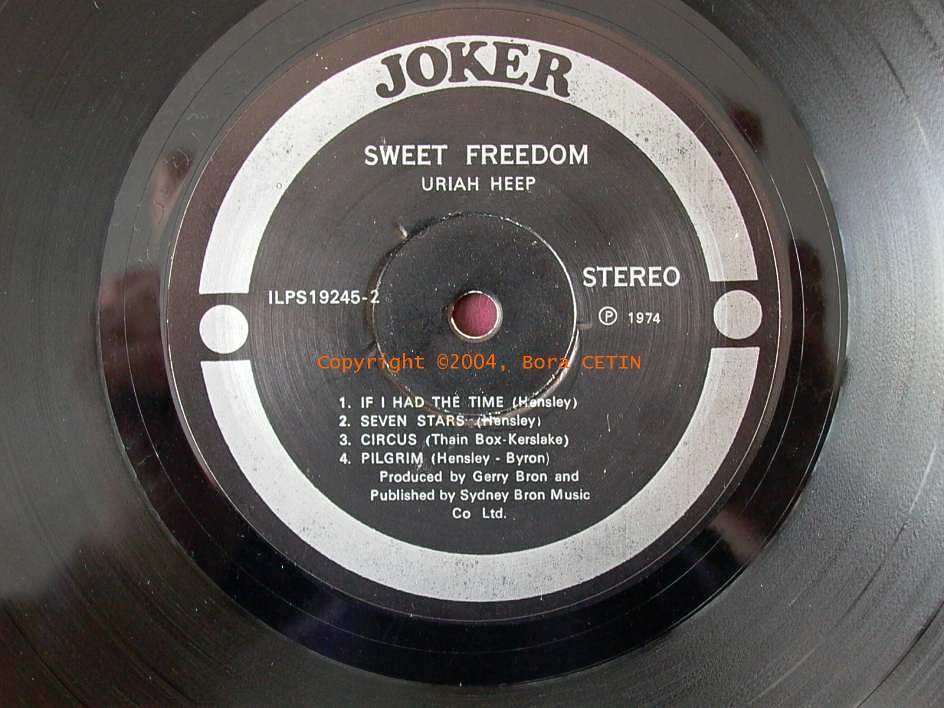 JOKER
SWEET FREEDOM
URIAH HEEP
STEREO
ILPS19245-2
℗ 1974
Copyright ©2004, Bora CETIN
1. IF I HAD THE TIME (Hensley)
2. SEVEN STARS (Hensley)
3. CIRCUS (Thain Box-Kerslake)
4. PILGRIM (Hensley - Byron)
Produced by Gerry Bron and
Published by Sydney Bron Music
Co Ltd.